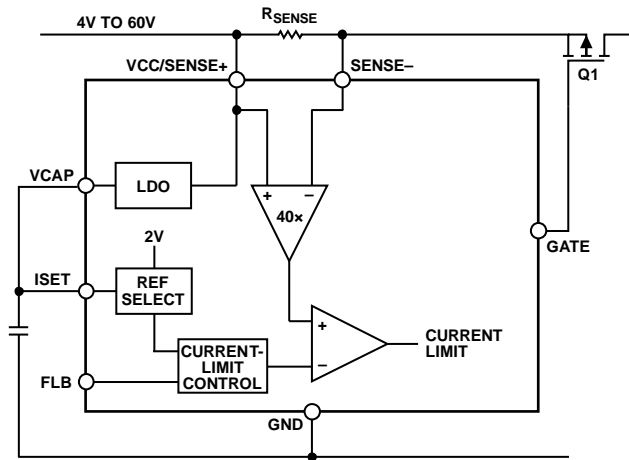 4V TO 60V
RSENSE
VCC/SENSE+
SENSE–
Q1
VCAP
LDO
+
–
40×
2V
GATE
ISET
REF
SELECT
+
–
CURRENT
LIMIT
CURRENT-
LIMIT
CONTROL
FLB
GND